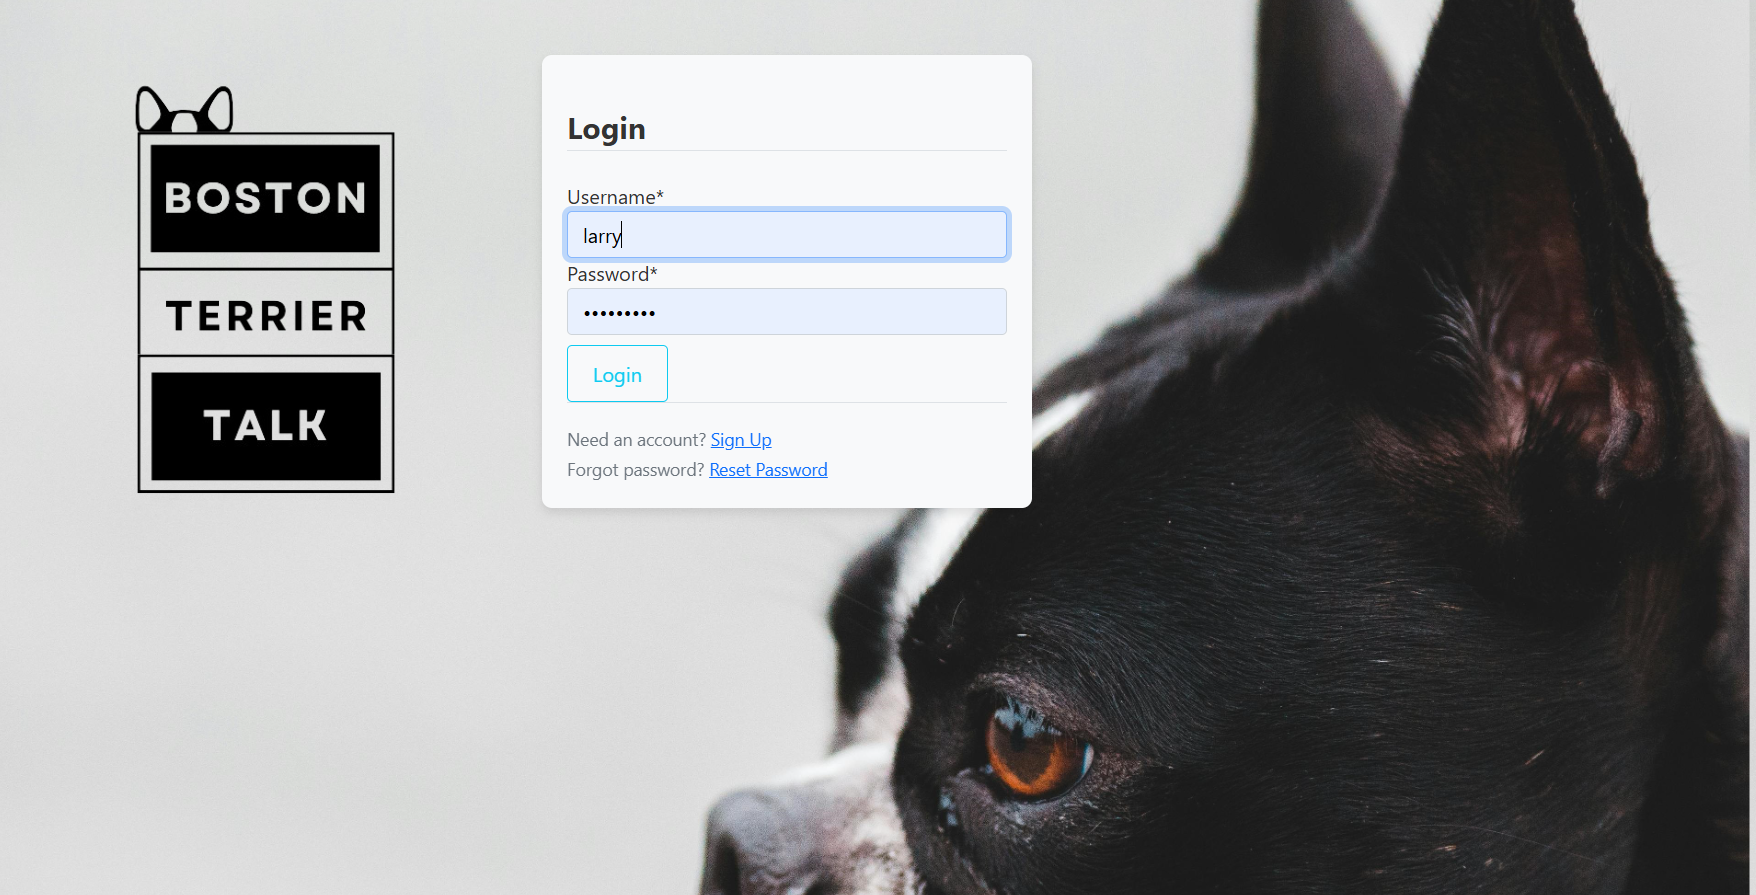 BOSTON
TERRIER
TALK
Login
Username*
larry
Password*
•••••••••
Login
Need an account? Sign Up
Forgot password? Reset Password